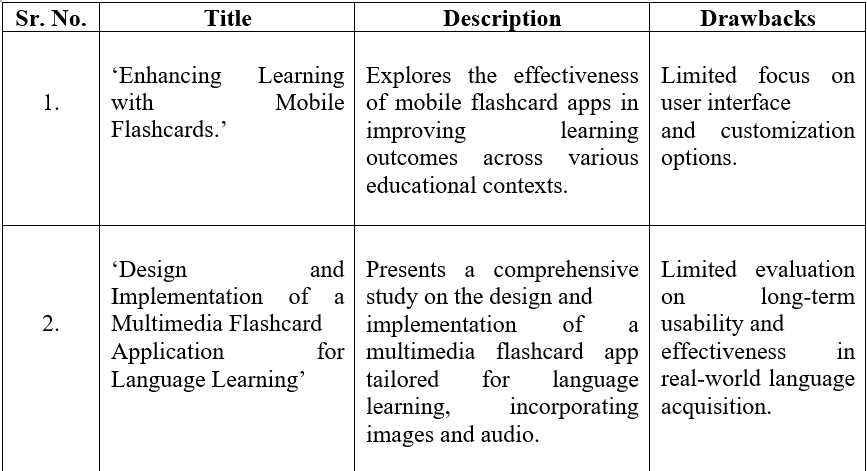 Sr. No. Title Description Drawbacks
1.
‘Enhancing Learning
with Mobile
Flashcards.’
Explores the effectiveness
of mobile flashcard apps in
improving learning
outcomes across various
educational contexts.
Limited focus on
user interface
and customization
options.
2.
‘Design and
Implementation of a
Multimedia Flashcard
Application for
Language Learning’
Presents a comprehensive
study on the design and
implementation of a
multimedia flashcard app
tailored for language
learning, incorporating
images and audio.
Limited evaluation
on long-term
usability and
effectiveness in
real-world language
acquisition.